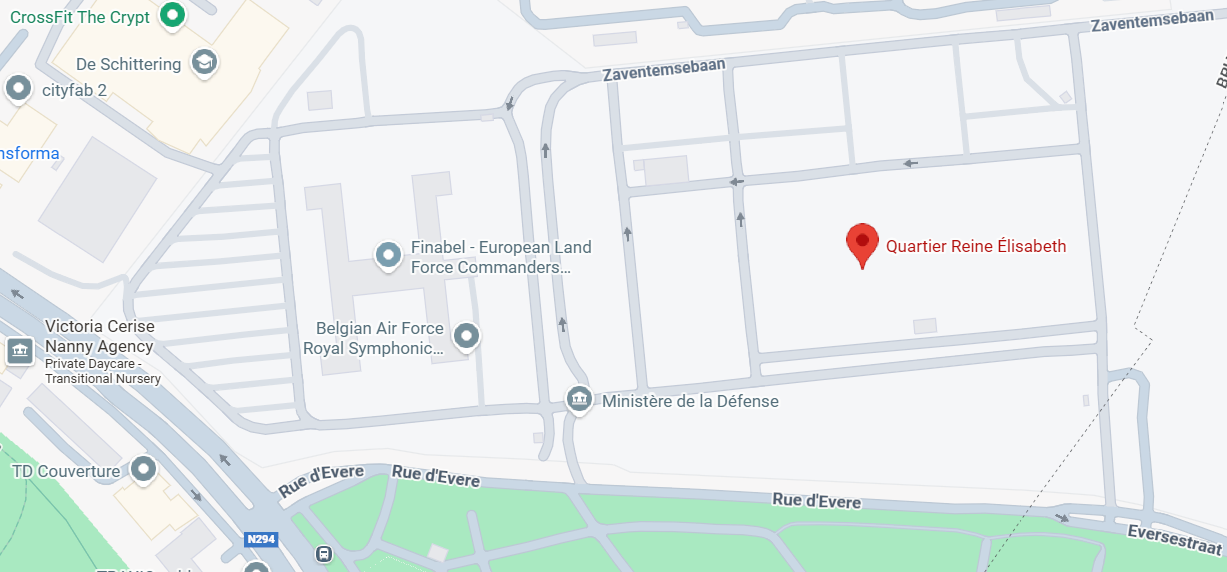 CrossFit The Crypt
Zaventemsebaan
De Schittering
Zaventemsebaan
cityfab 2
nsforma
Quartier Reine Élisabeth
Finabel - European Land
Force Commanders...
Victoria Cerise
Nanny Agency
Private Daycare -
Transitional Nursery
Belgian Air Force
Royal Symphonic...
Ministère de la Défense
TD Couverture
Rue d'Evere
Rue d'Evere
Rue d'Evere
Eversestraat
N294